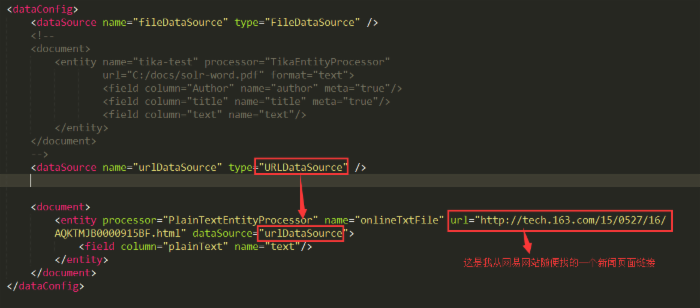 <dataConfig>
<dataSource name="fileDataSource" type="FileDataSource" />
<!--
<document>
<entity name="tika-test" processor="TikaEntityProcessor"
url="C:/docs/solr-word.pdf" format="text">
<field column="Author" name="author" meta="true"/>
<field column="title" name="title" meta="true"/>
<field column="text" name="text"/>
</entity>
</document>
-->
<dataSource name="urlDataSource" type="URLDataSource" />
<document>
<entity processor="PlainTextEntityProcessor" name="onlineTxtFile" url="http://tech.163.com/15/0527/16/
AQKTMJB0000915BF.html" dataSource="urlDataSource">
<field column="plainText" name="text"/>
这是我从网易网站随便找的一个新闻页面链接
</entity>
</document>
</dataConfig>